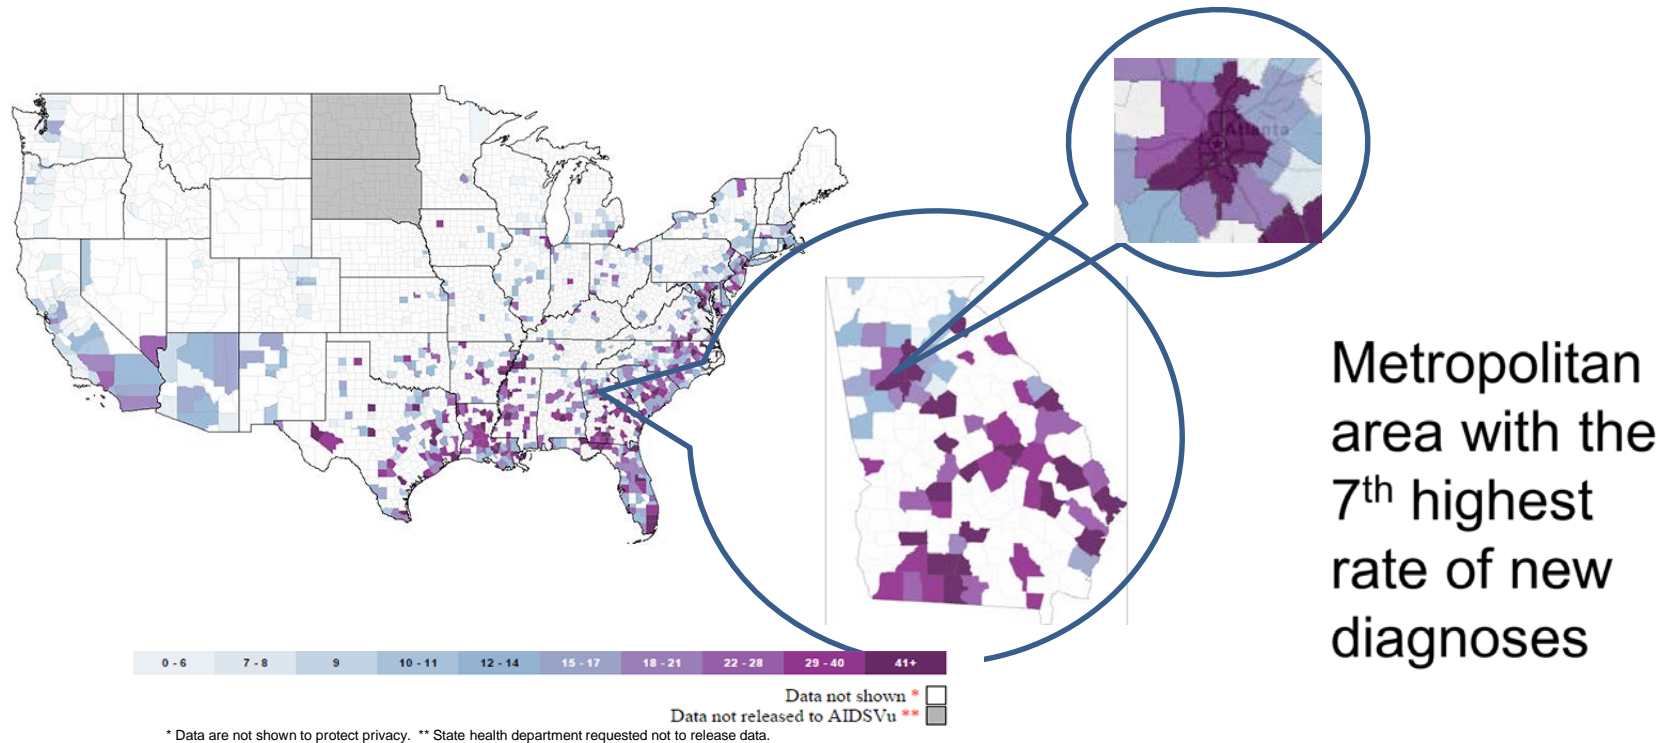 Atlanta
Metropolitan
area with the
7th highest
rate of new
diagnoses
0 - 6 7 - 8 9 10 - 11 12 - 14 15 - 17 18 - 21 22 - 28 29 - 40 41+
Data not shown *
Data not released to AIDSVu **
* Data are not shown to protect privacy. ** State health department requested not to release data.